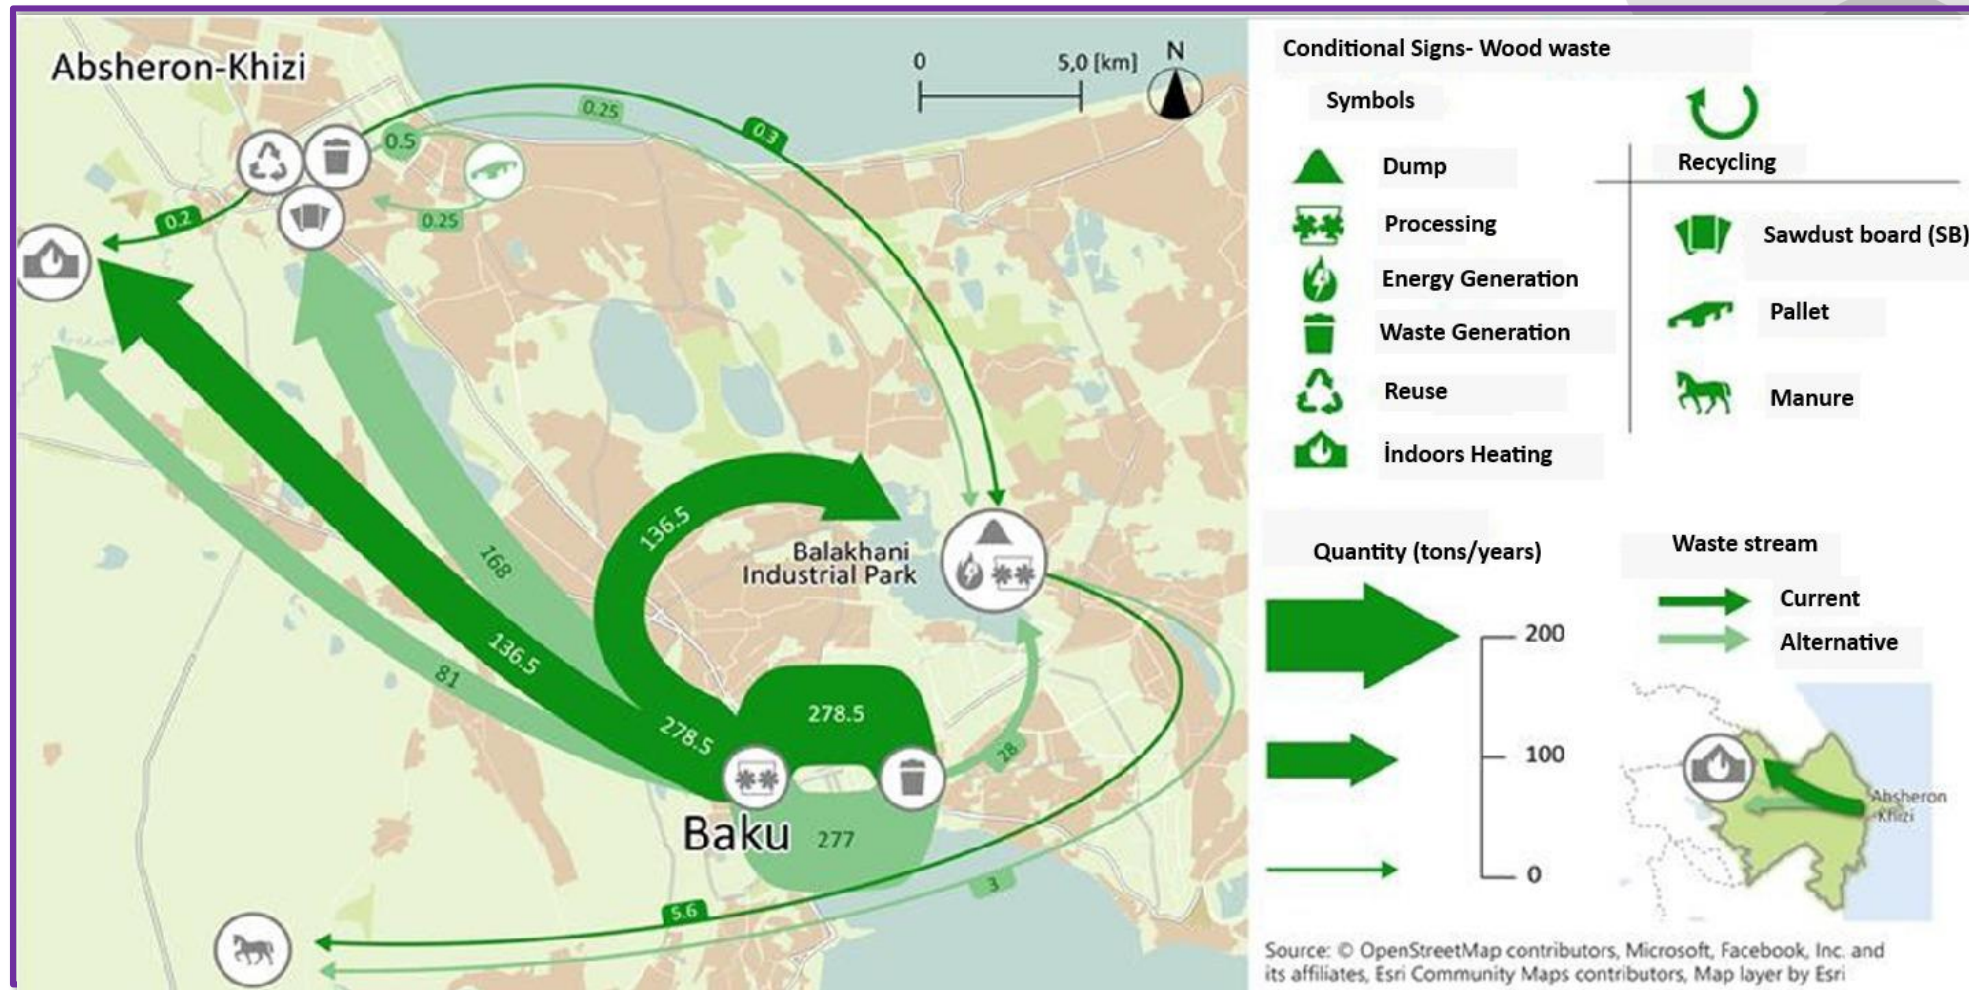 Absheron-Khizi
0
5,0 [km]
N
0.25
0.3
0.5
0.2
0.25
136.5
168
Balakhani
Industrial Park
136.5
81
278.5
278.5
28
Baku
277
3
5.6
Conditional Signs- Wood waste
Symbols
Dump
Processing
Energy Generation
Waste Generation
Reuse
İndoors Heating
Recycling
Sawdust board (SB)
Pallet
Manure
Quantity (tons/years)
200
100
0
Waste stream
Current
Alternative
Absheron
-Khizi
Source: © OpenStreetMap contributors, Microsoft, Facebook, Inc. and
its affiliates, Esri Community Maps contributors, Map layer by Esri